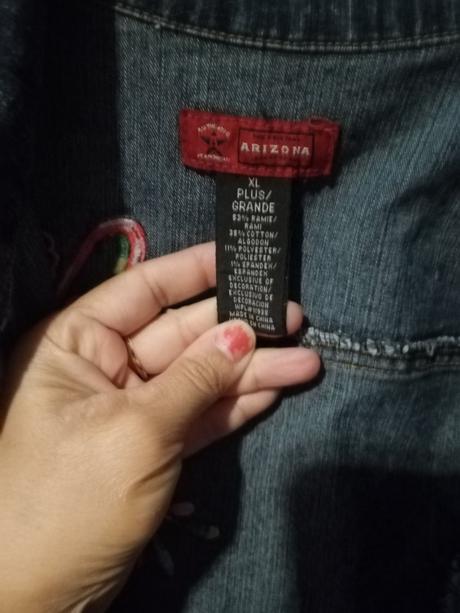 ARIZONA
XL
PLUS/
GRANDE
53% RAMIE/
RAMI
35% COTTON/
ALGODON
11% POLYESTER/
POLIESTER
1% SPANDEX/
ESPANDEX
EXCLUSIVE OF
DECORATION/
EXCLUSIVO DE
DECORACION
MADE IN CHINA